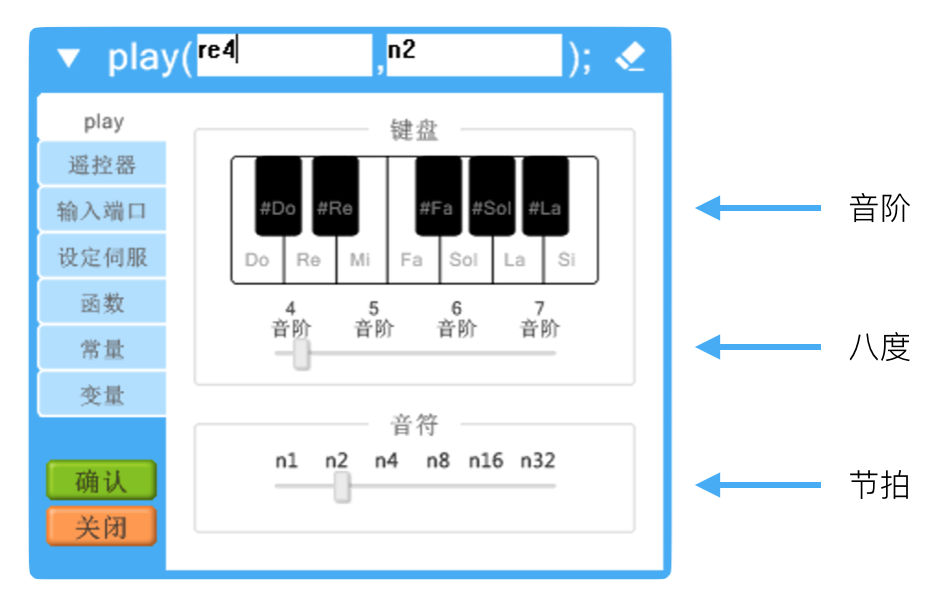 play( re4 , n2 );
play
遥控器
输入端口
设定伺服
函数
常量
变量
确认
关闭
键盘
#Do #Re #Fa #Sol #La
Do Re Mi Fa Sol La Si
4 5 6 7
音阶 音阶 音阶 音阶
音符
n1 n2 n4 n8 n16 n32
音阶
八度
节拍